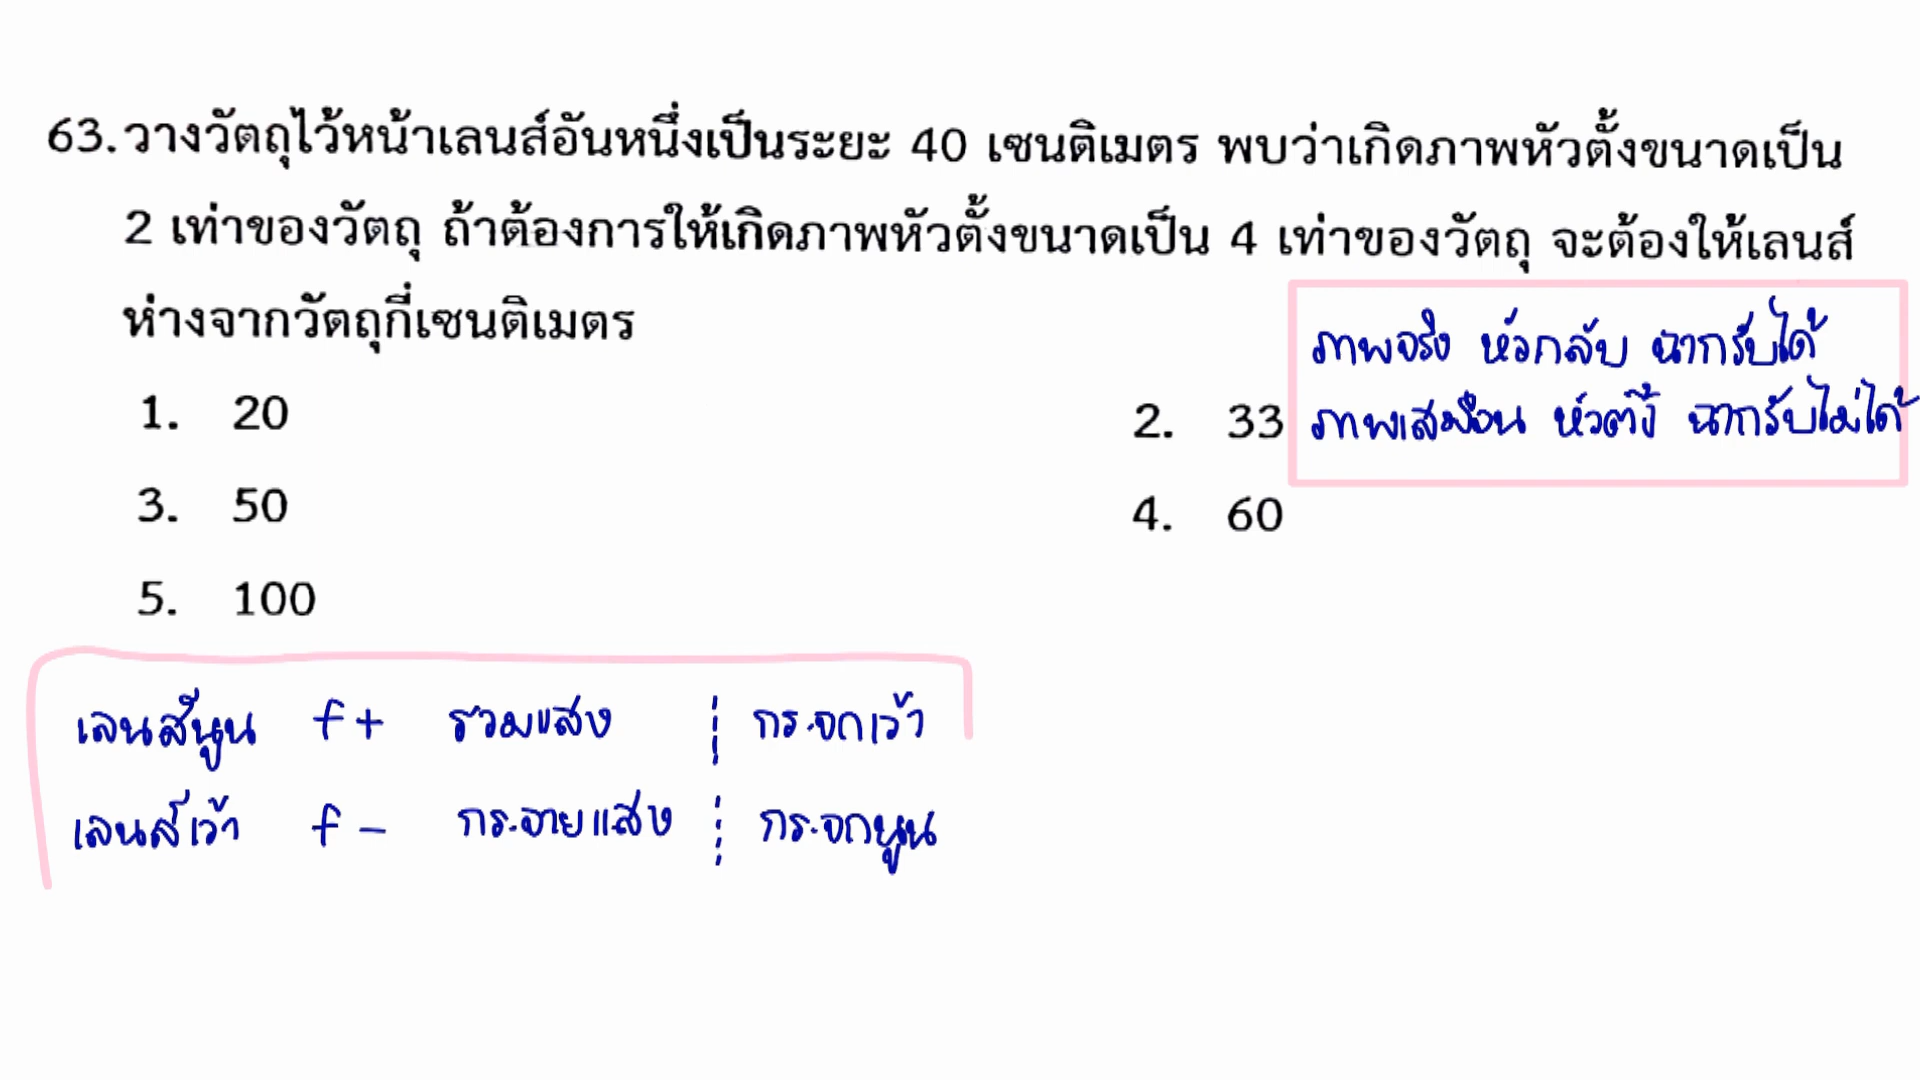 63. วางวัตถุไว้หน้าเลนส์อันหนึ่งเป็นระยะ 40 เซนติเมตร พบว่าเกิดภาพหัวตั้งขนาดเป็น
2 เท่าของวัตถุ ถ้าต้องการให้เกิดภาพหัวตั้งขนาดเป็น 4 เท่าของวัตถุ จะต้องให้เลนส์
ห่างจากวัตถุกี่เซนติเมตร
ภาพจริง หัวกลับ ฉากรับได้
ภาพเสมือน หัวตั้ง ฉากรับไม่ได้
1. 20
2. 33
3. 50
4. 60
5. 100
เลนส์นูน f + รวมแสง กระจกเว้า
เลนส์เว้า f - กระจายแสง กระจกนูน